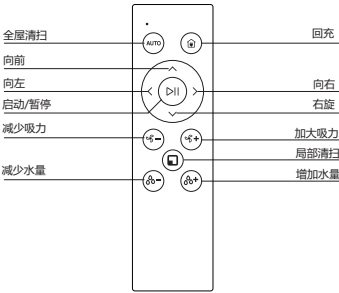 全屋清扫
AUTO
回充
向前
向左
向右
启动/暂停
右旋
减少吸力
加大吸力
局部清扫
减少水量
增加水量